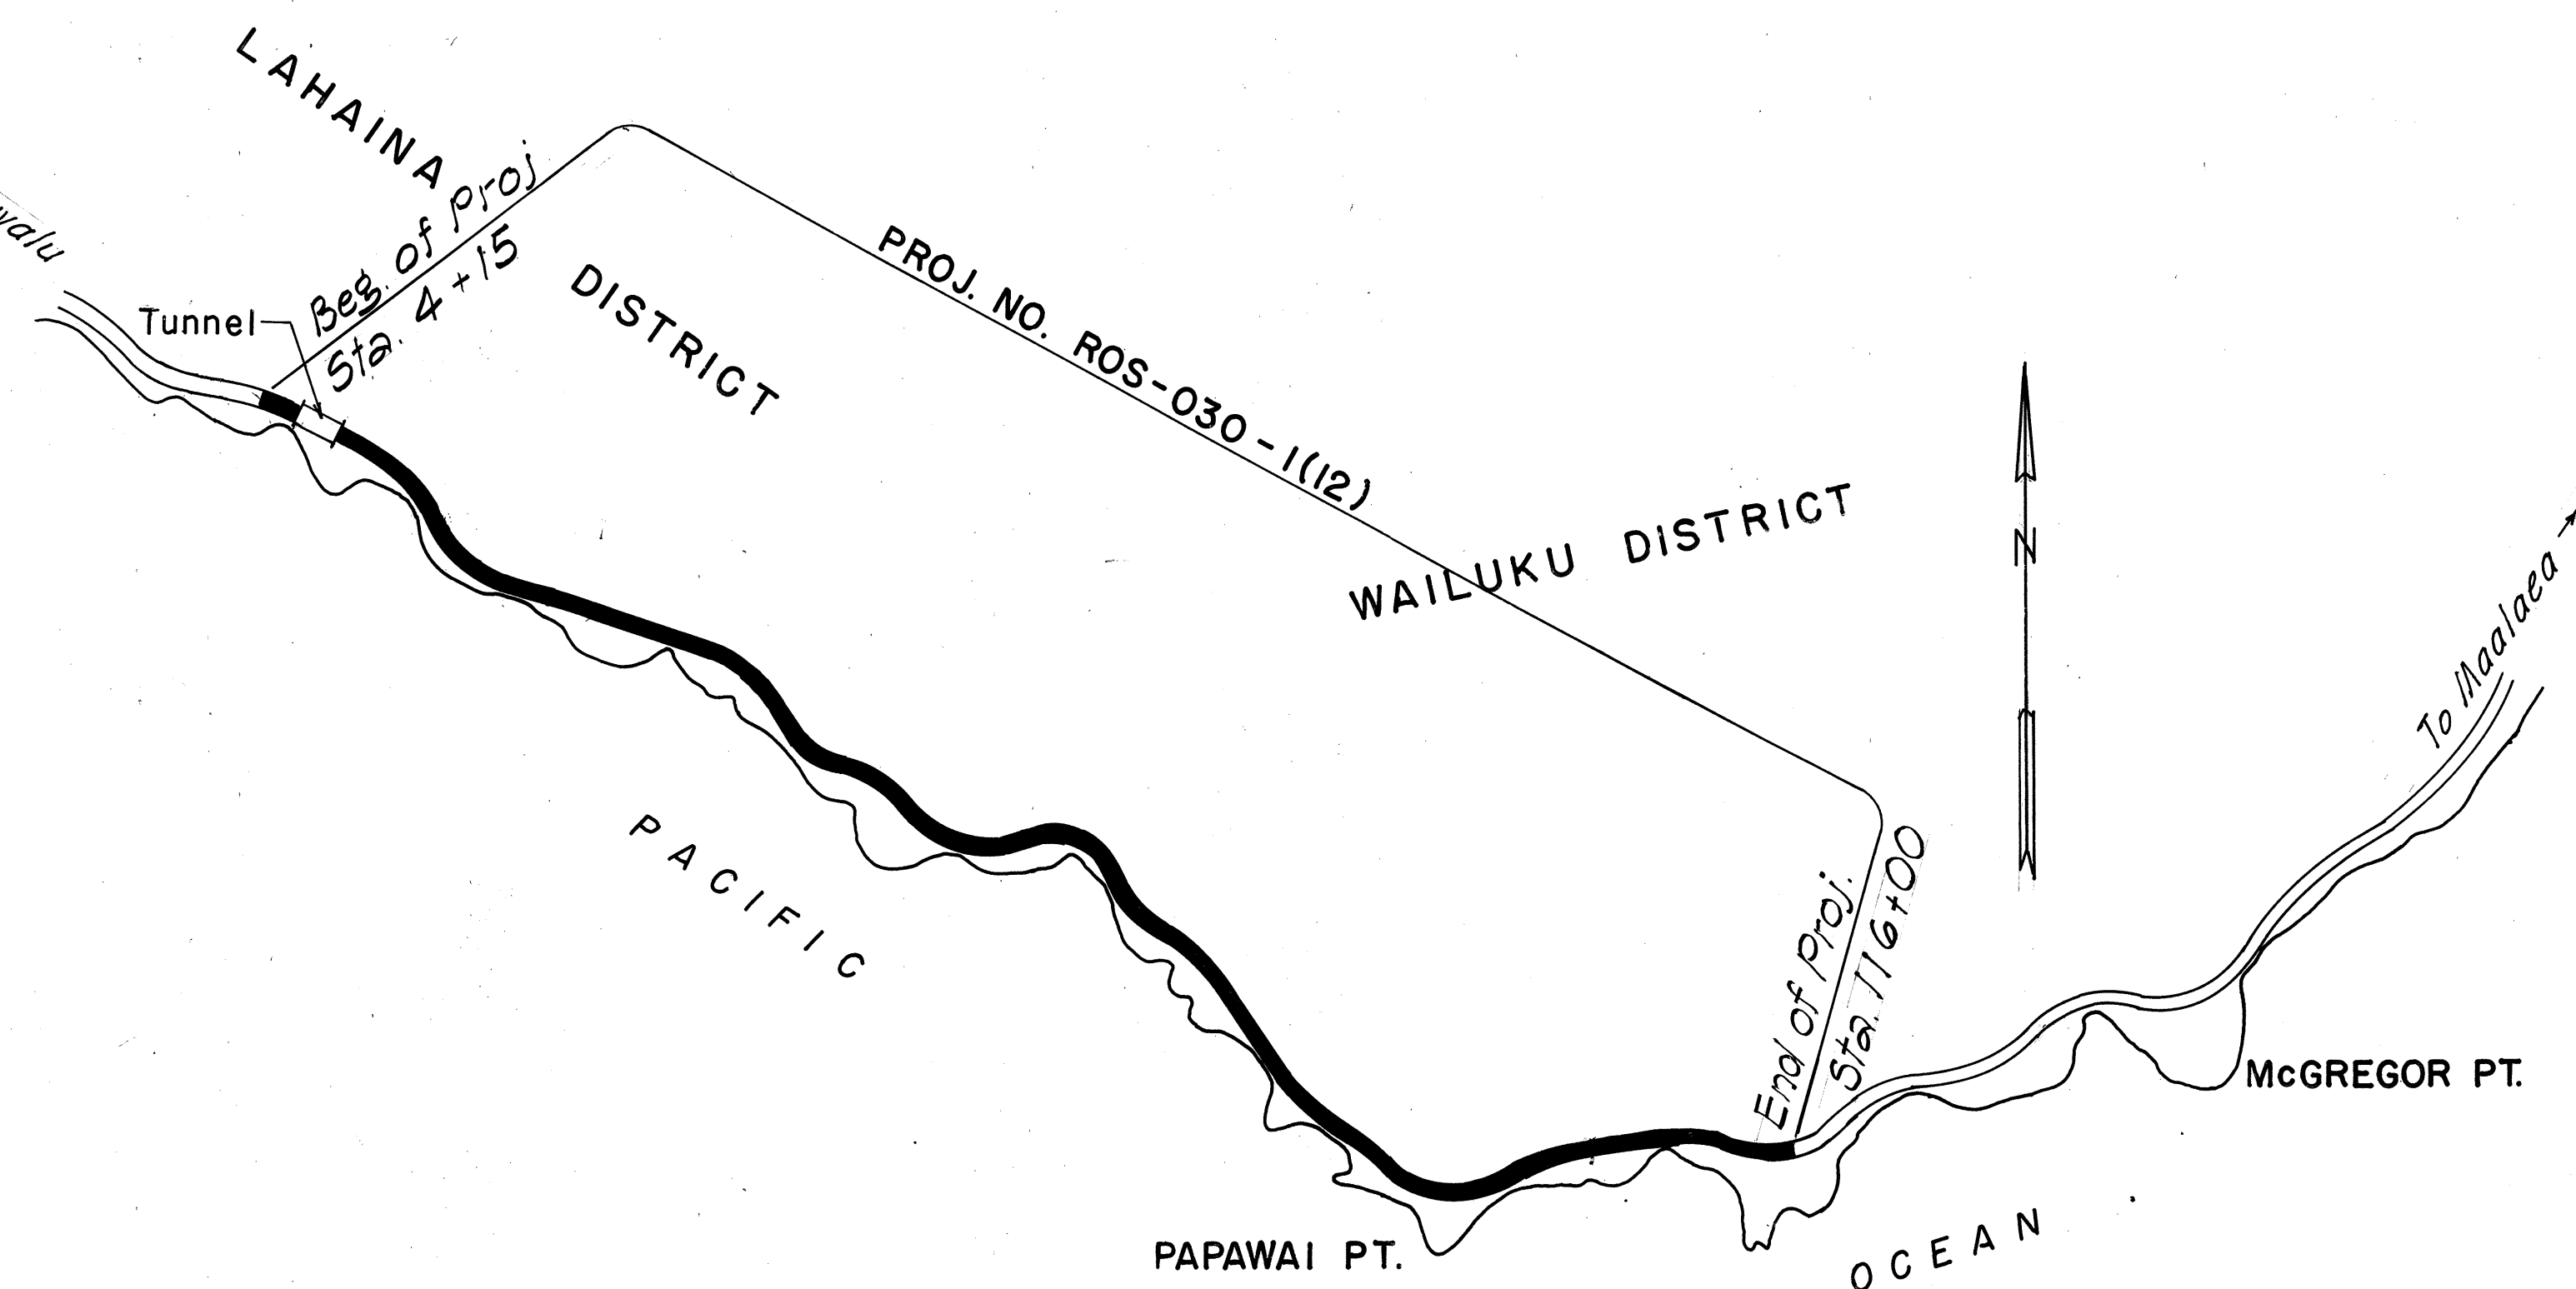 LAHAINA
DISTRICT
Beg. of Proj
Sta. 4+15
Tunnel
PROJ. NO. ROS-030-1(12)
WAILUKU DISTRICT
N
To Maalaea
PACIFIC
End of Proj.
Sta. 116+00
McGREGOR PT.
PAPAWAI PT.
OCEAN